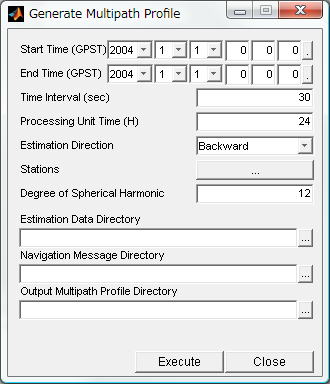 Generate Multipath Profile
Start Time (GPST) 2004 1 1 0 0 0 .
End Time (GPST) 2004 1 1 0 0 0 .
Time Interval (sec) 30
Processing Unit Time (H) 24
Estimation Direction Backward
Stations ...
Degree of Spherical Harmonic 12
Estimation Data Directory
...
Navigation Message Directory
...
Output Multipath Profile Directory
...
Execute Close